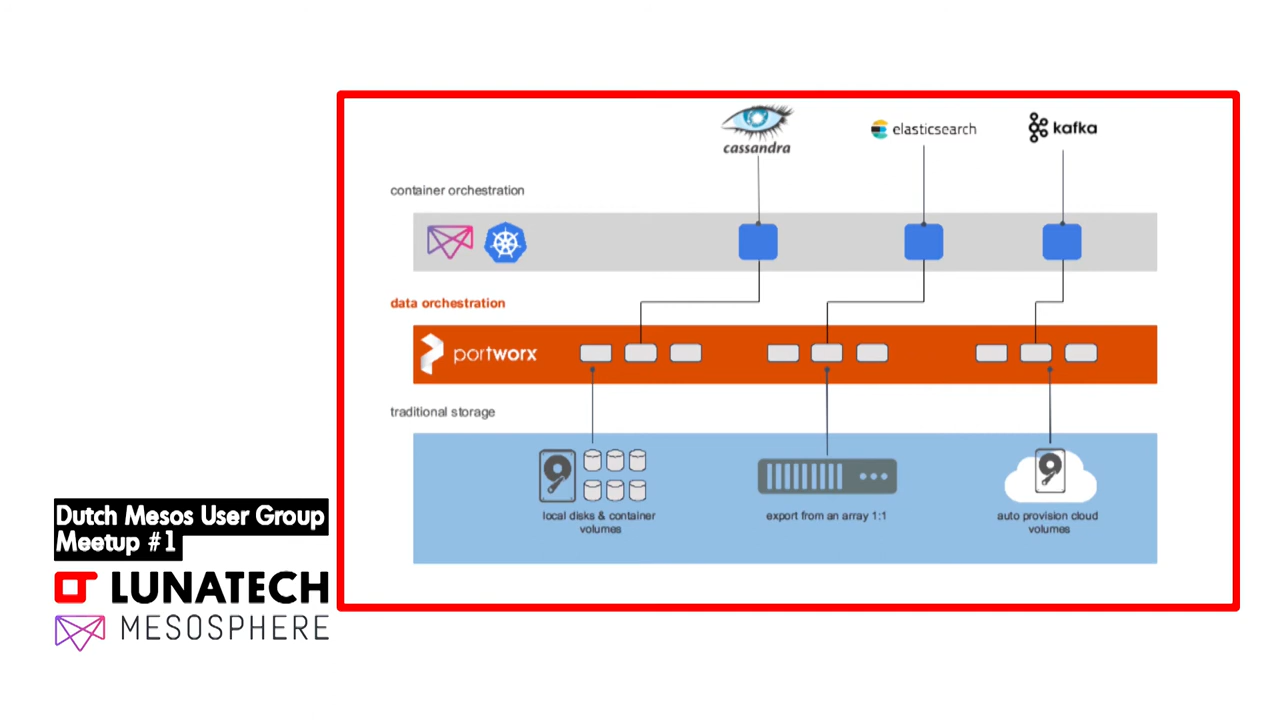 cassandra
elasticsearch
kafka
container orchestration
data orchestration
portworx
traditional storage
local disks & container
volumes
export from an array 1:1
auto provision cloud
volumes
Dutch Mesos User Group
Meetup #1
LUNATECH
MESOSPHERE